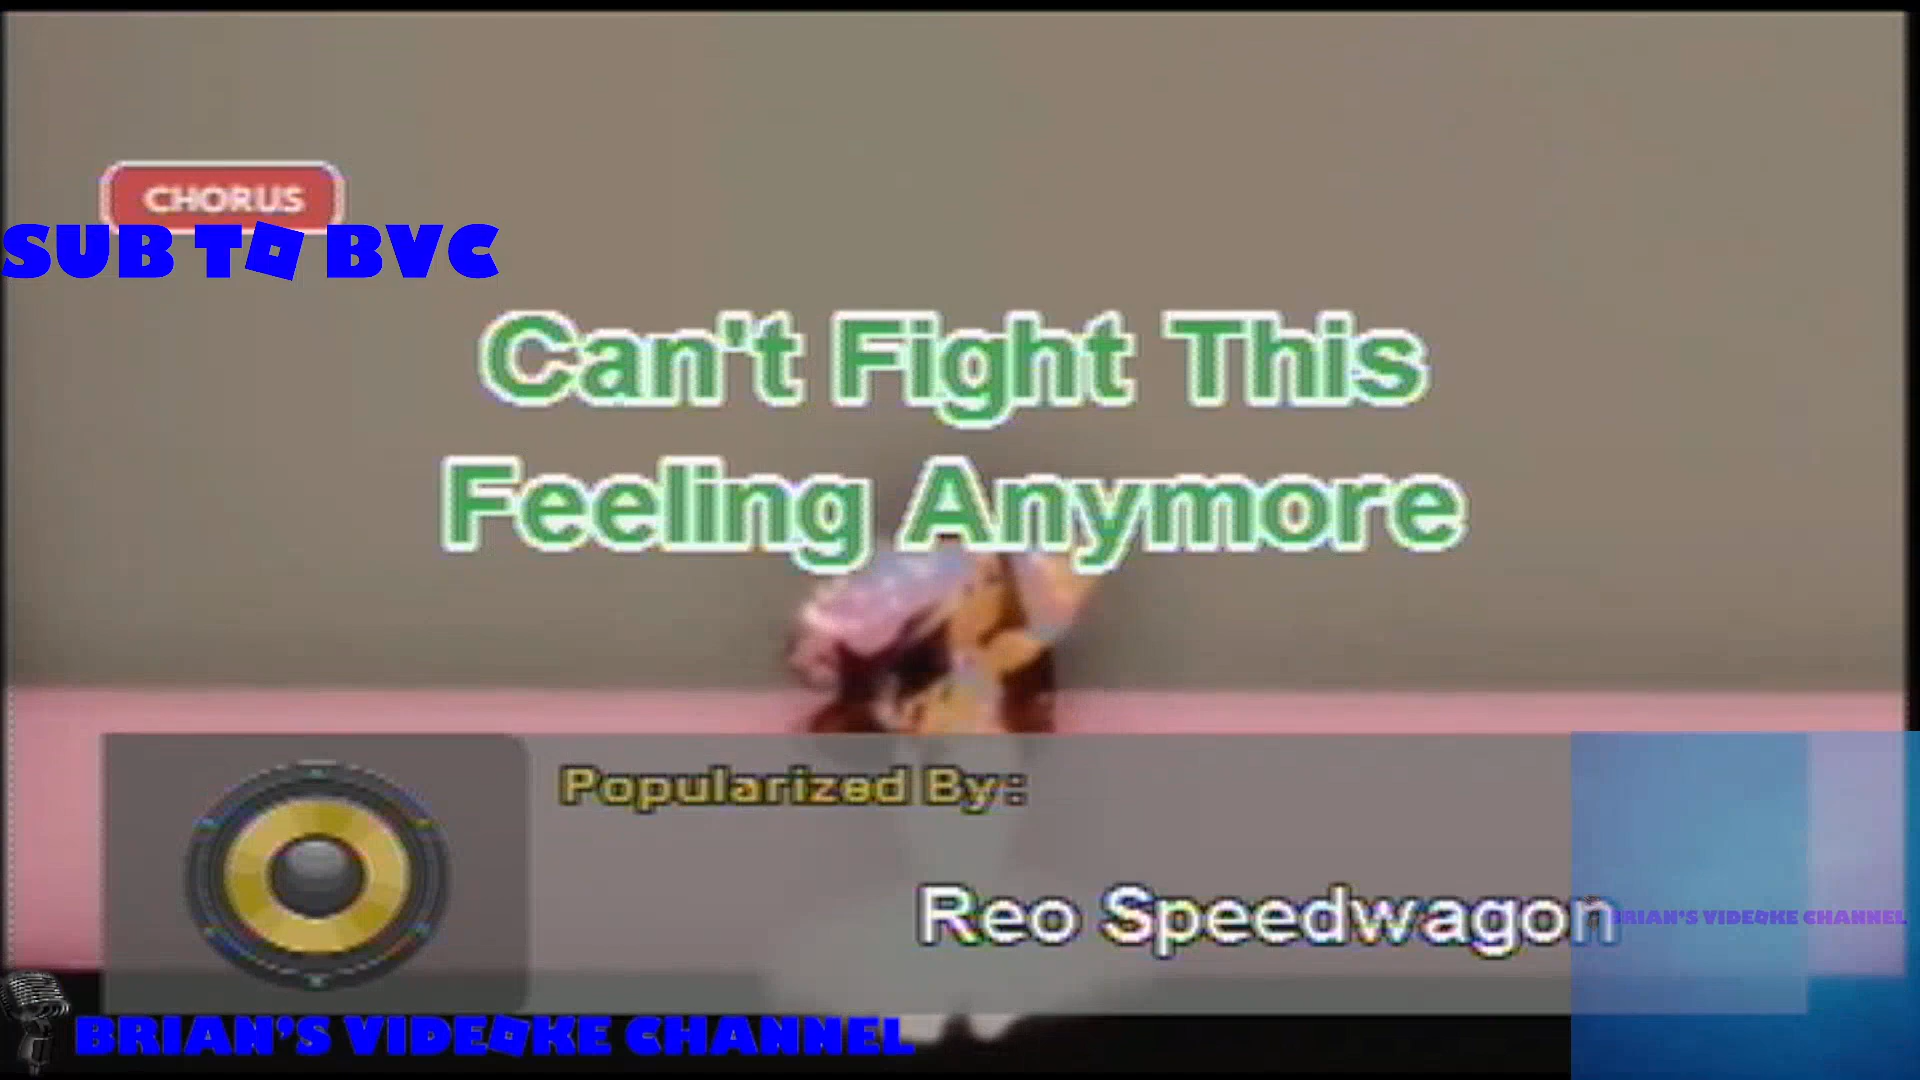 CHORUS
SUB TO BVC
Can't Fight This
Feeling Anymore
Popularized By:
Reo Speedwagon
BRIAN'S VIDEOKE CHANNEL
BRIAN'S VIDEOKE CHANNEL